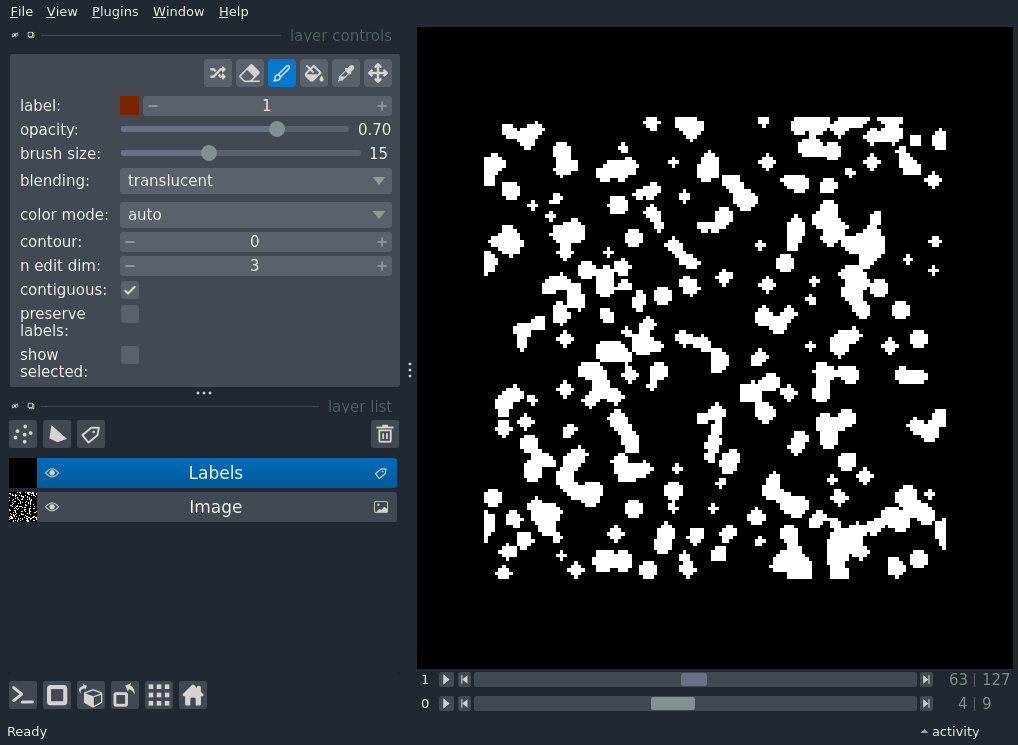 File View Plugins Window Help
layer controls
label: 1
opacity: 0.70
brush size: 15
blending: translucent
color mode: auto
contour: 0
n edit dim: 3
contiguous:
preserve
labels:
show
selected:
layer list
Labels
Image
1 63 | 127
0 4 | 9
Ready activity